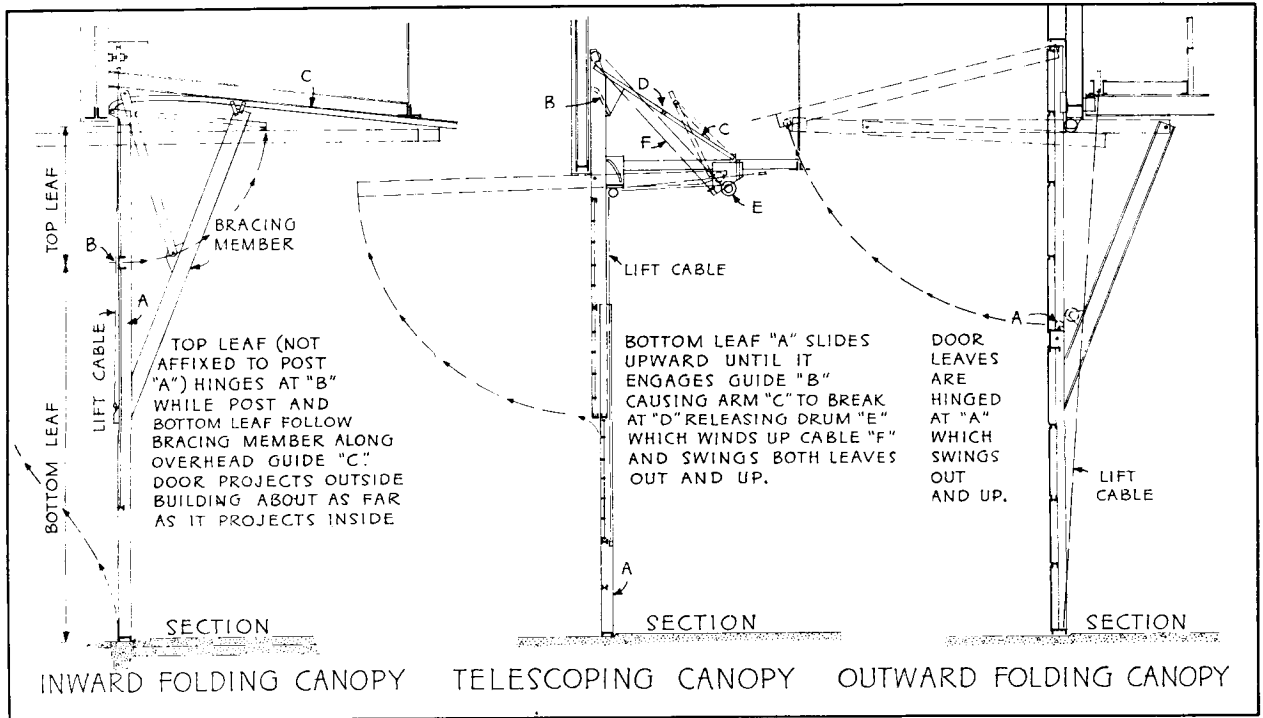 C
TOP LEAF
BRACING
MEMBER
B
A
LIFT CABLE
BOTTOM LEAF
TOP LEAF (NOT
AFFIXED TO POST
"A") HINGES AT "B"
WHILE POST AND
BOTTOM LEAF FOLLOW
BRACING MEMBER ALONG
OVERHEAD GUIDE "C".
DOOR PROJECTS OUTSIDE
BUILDING ABOUT AS FAR
AS IT PROJECTS INSIDE
SECTION
INWARD FOLDING CANOPY
B
D
C
F
E
LIFT CABLE
BOTTOM LEAF "A" SLIDES
UPWARD UNTIL IT
ENGAGES GUIDE "B"
CAUSING ARM "C" TO BREAK
AT "D" RELEASING DRUM "E"
WHICH WINDS UP CABLE "F"
AND SWINGS BOTH LEAVES
OUT AND UP.
A
SECTION
TELESCOPING CANOPY
A
DOOR
LEAVES
ARE
HINGED
AT "A"
WHICH
SWINGS
OUT
AND UP.
LIFT
CABLE
SECTION
OUTWARD FOLDING CANOPY